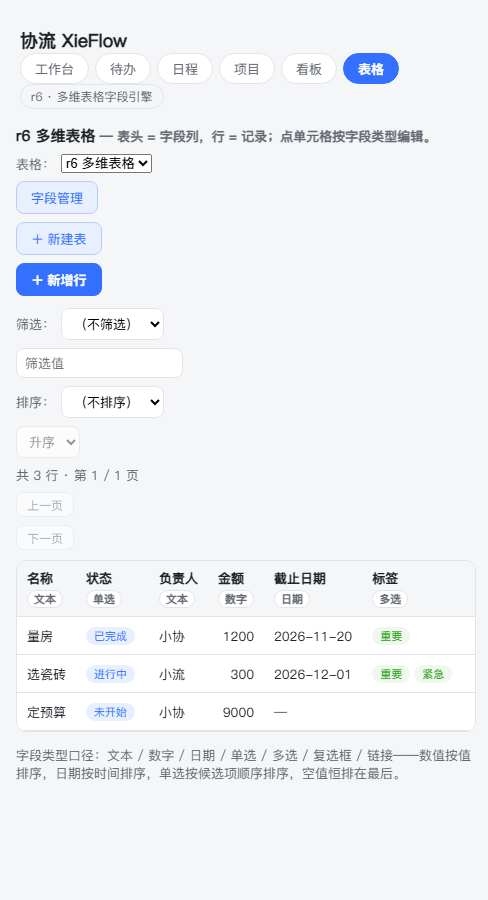 协流 XieFlow
工作台 待办 日程 项目 看板 表格
r6 · 多维表格字段引擎
r6 多维表格 — 表头 = 字段列，行 = 记录；点单元格按字段类型编辑。
表格： r6 多维表格
字段管理
＋ 新建表
＋ 新增行
筛选： （不筛选）
筛选值
排序： （不排序）
升序
共 3 行 · 第 1 / 1 页
上一页
下一页
名称 状态 负责人 金额 截止日期 标签
文本 单选 文本 数字 日期 多选
量房 已完成 小协 1200 2026-11-20 重要
选瓷砖 进行中 小流 300 2026-12-01 重要 紧急
定预算 未开始 小协 9000 —
字段类型口径：文本 / 数字 / 日期 / 单选 / 多选 / 复选框 / 链接——数值按值
排序，日期按时间排序，单选按候选项顺序排序，空值恒排在最后。